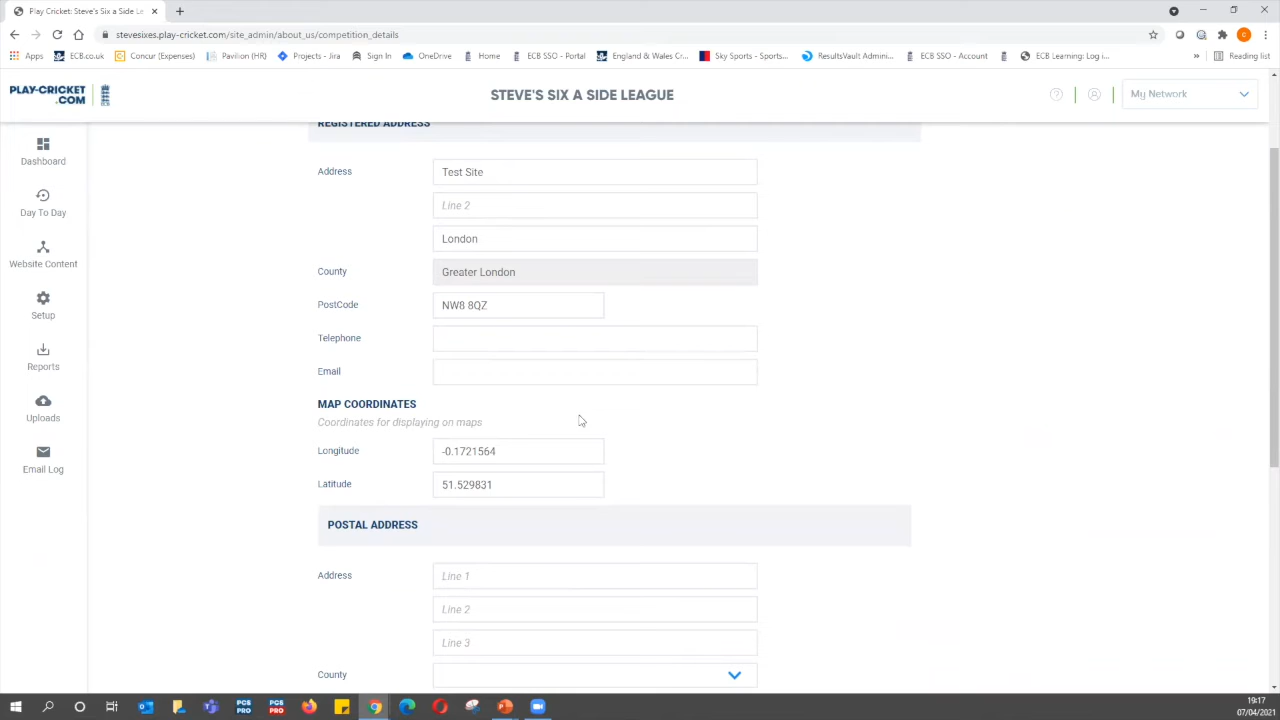 Play Cricket: Steve's Six a Side Le
stevesixes.play-cricket.com/site_admin/about_us/competition_details
Apps ECB.co.uk Concur (Expenses) Pavilion (HR) Projects - Jira Sign In OneDrive Home ECB SSO - Portal England & Wales Cr... Sky Sports - Sports... ResultsVault Admini... ECB SSO - Account ECB Learning: Log i... » Reading list
PLAY-CRICKET
.COM
STEVE'S SIX A SIDE LEAGUE
My Network
Dashboard
Day To Day
Website Content
Setup
Reports
Uploads
Email Log
REGISTERED ADDRESS
Address Test Site
Line 2
London
County Greater London
PostCode NW8 8QZ
Telephone
Email
MAP COORDINATES
Coordinates for displaying on maps
Longitude -0.1721564
Latitude 51.529831
POSTAL ADDRESS
Address Line 1
Line 2
Line 3
County
PCS PRO PCS PRO
19:17
07/04/2021